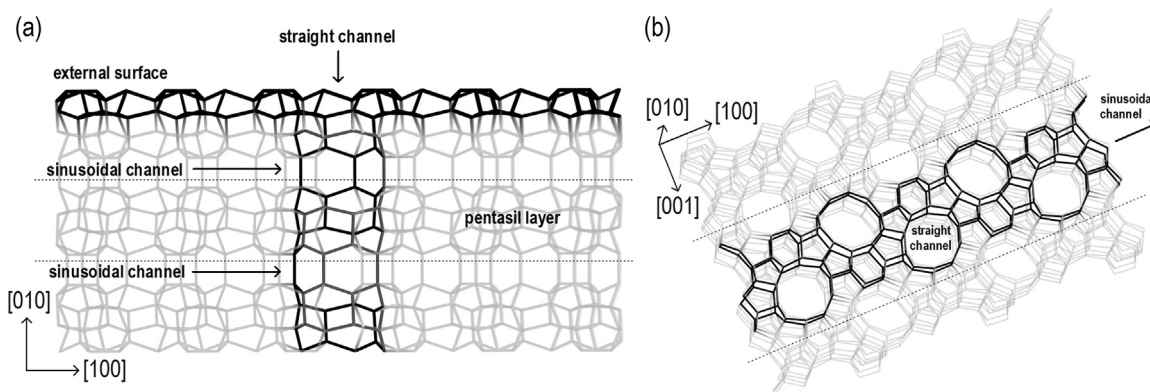 (a)
straight channel
external surface
sinusoidal channel
pentasil layer
sinusoidal channel
[010]
[100]
(b)
[010]
[100]
[001]
sinusoidal
channel
straight
channel